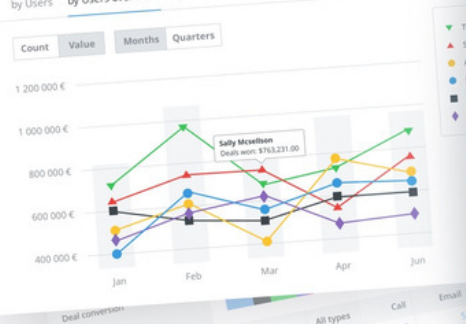 by Users
Count Value Months Quarters
1 200 000 €
1 000 000 €
800 000 €
600 000 €
400 000 €
Sally Mcsellson
Deals won: $763,231.00
Jan Feb Mar Apr Jun
Deal conversion
All types
Call
Email